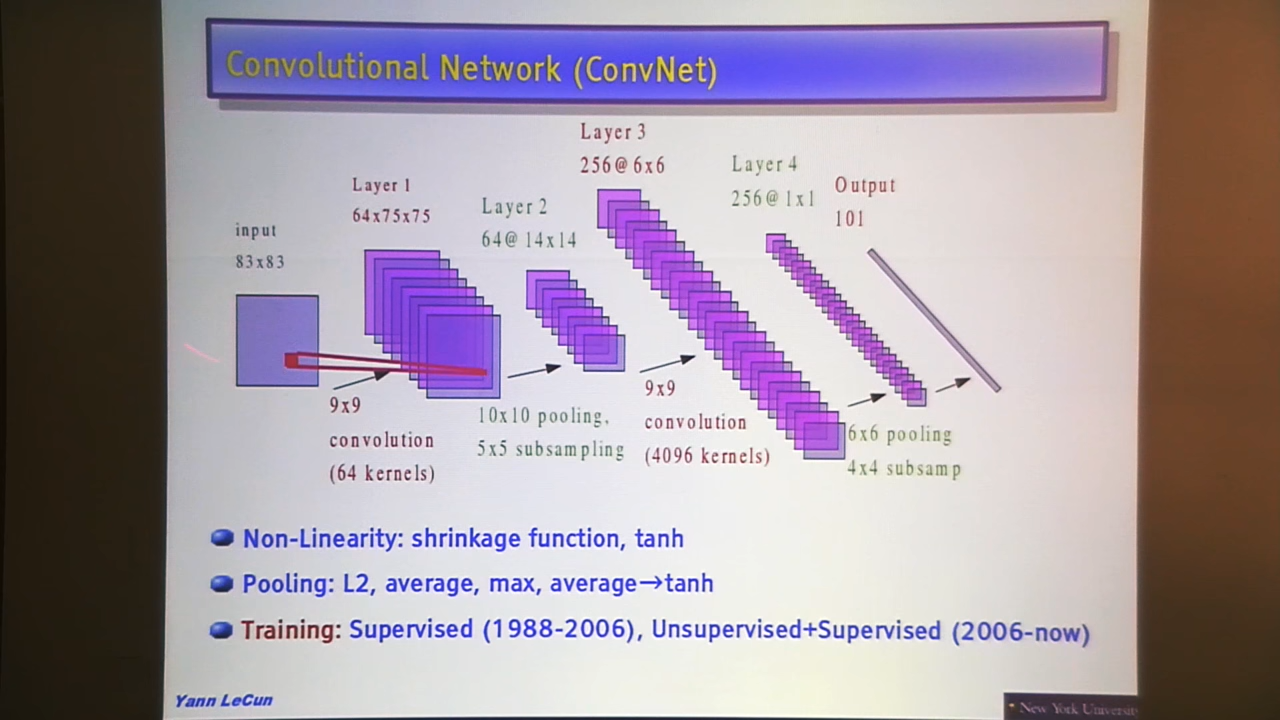 Convolutional Network (ConvNet)
input
83x83
Layer 1
64x75x75
Layer 2
64@14x14
Layer 3
256@6x6
Layer 4
256@1x1
Output
101
9x9
convolution
(64 kernels)
10x10 pooling,
5x5 subsampling
9x9
convolution
(4096 kernels)
6x6 pooling
4x4 subsamp
Non-Linearity: shrinkage function, tanh
Pooling: L2, average, max, average→tanh
Training: Supervised (1988-2006), Unsupervised+Supervised (2006-now)
Yann LeCun
New York University